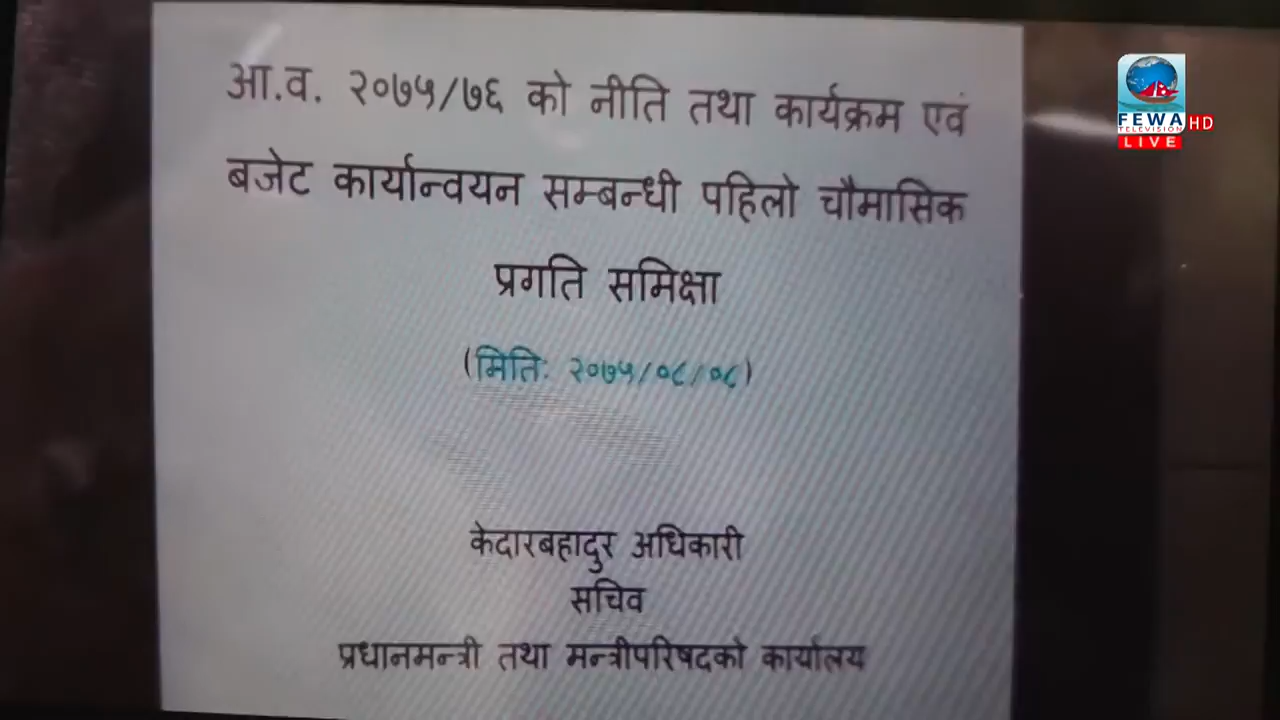 आ.व. २०७५/७६ को नीति तथा कार्यक्रम एवं
बजेट कार्यान्वयन सम्बन्धी पहिलो चौमासिक
प्रगति समिक्षा
(मितिः २०७५/०८/०८)
केदारबहादुर अधिकारी
सचिव
प्रधानमन्त्री तथा मन्त्रीपरिषदको कार्यालय
FEWA HD
TELEVISION
LIVE